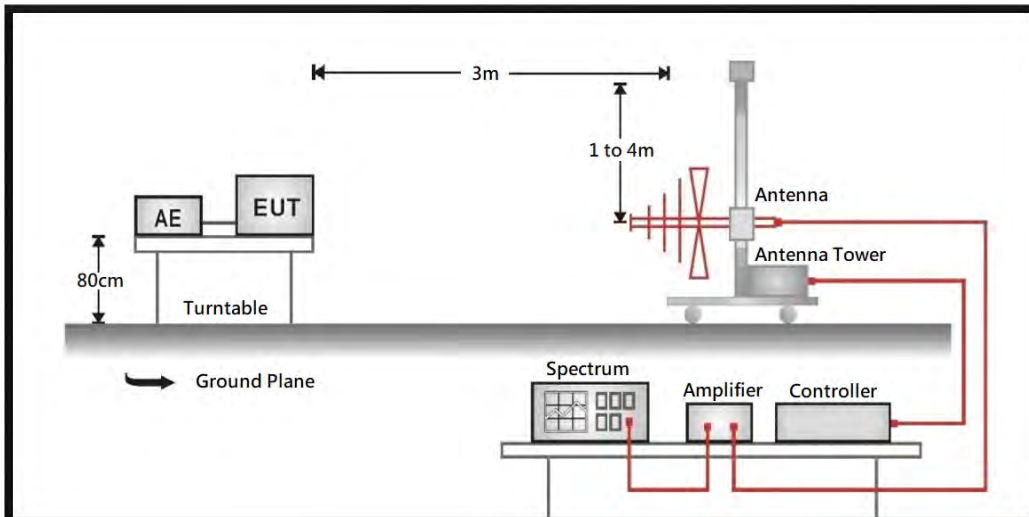 3m
1 to 4m
Antenna
AE
EUT
Antenna Tower
80cm
Turntable
Ground Plane
Spectrum
Amplifier
Controller